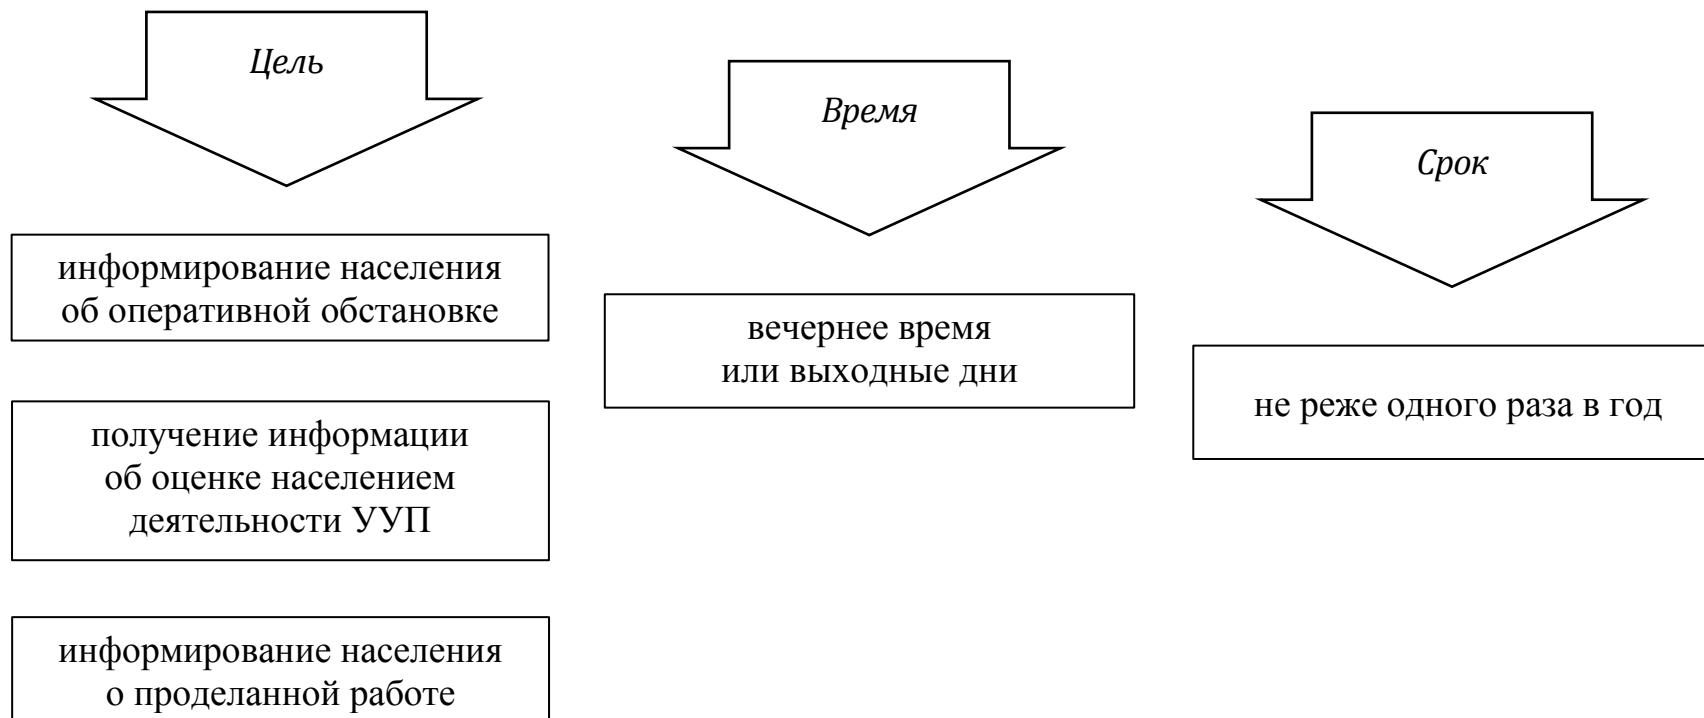 Цель
информирование населения
об оперативной обстановке
получение информации
об оценке населением
деятельности УУП
информирование населения
о проделанной работе
Время
вечернее время
или выходные дни
Срок
не реже одного раза в год